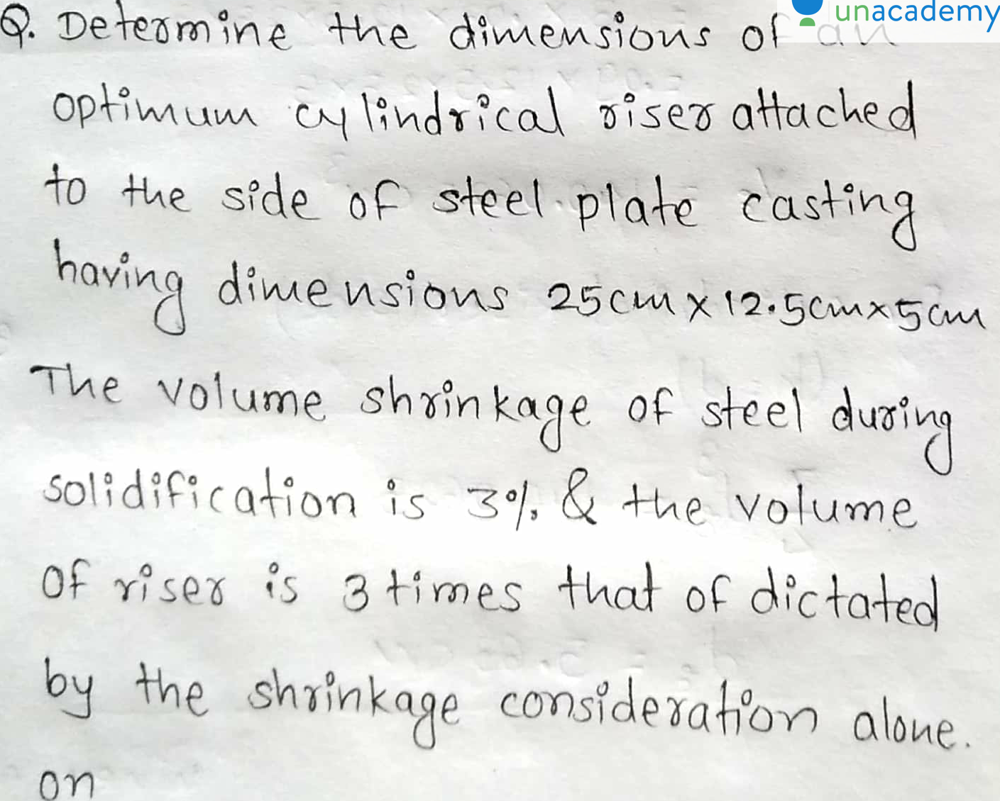 unacademy
Q. Determine the dimensions of an
optimum cylindrical riser attached
to the side of steel plate casting
having dimensions 25cm x 12.5cm x 5cm
The volume shrinkage of steel during
solidification is 3% & the volume
of riser is 3 times that of dictated
by the shrinkage consideration alone.
on